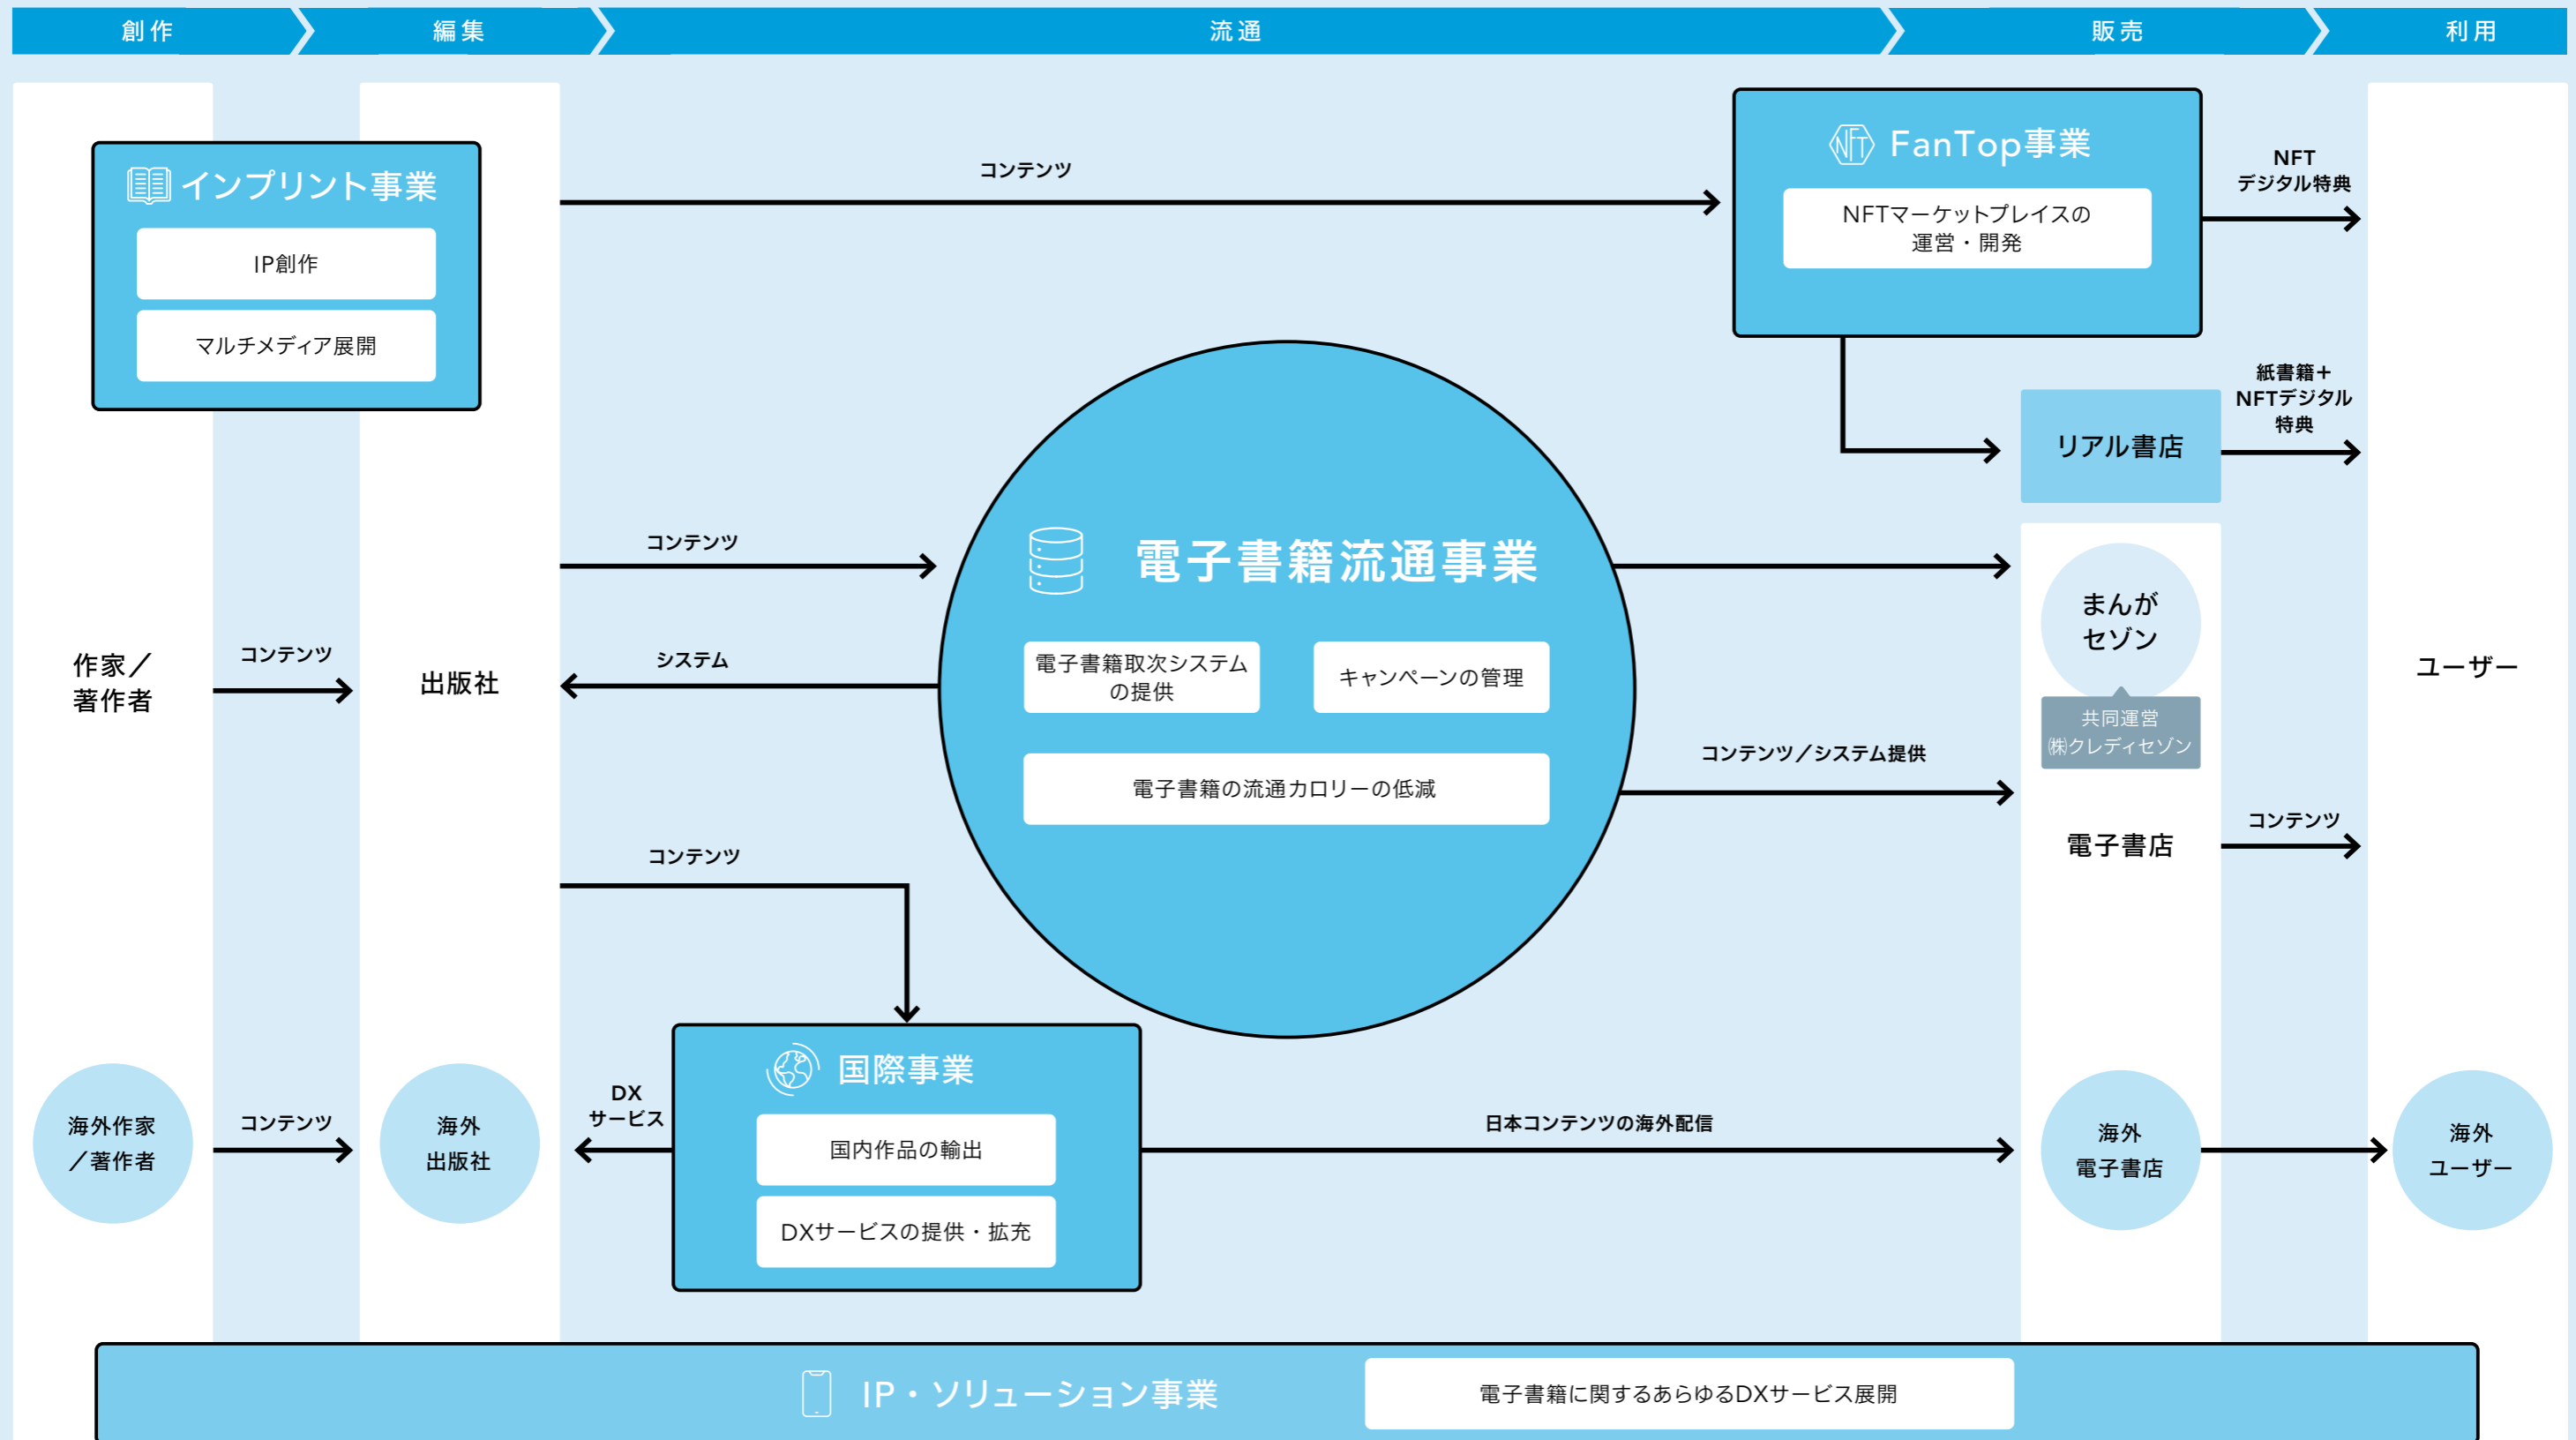 創作
編集
流通
販売
利用
インプリント事業
IP創作
マルチメディア展開
コンテンツ
NFT
FanTop事業
NFTマーケットプレイスの
運営・開発
NFT
デジタル特典
リアル書店
紙書籍＋
NFTデジタル
特典
作家／
著作者
コンテンツ
出版社
コンテンツ
システム
コンテンツ
電子書籍流通事業
電子書籍取次システム
の提供
キャンペーンの管理
電子書籍の流通カロリーの低減
コンテンツ／システム提供
まんが
セゾン
共同運営
㈱クレディセゾン
電子書店
コンテンツ
ユーザー
海外作家
／著作者
コンテンツ
海外
出版社
DX
サービス
国際事業
国内作品の輸出
DXサービスの提供・拡充
日本コンテンツの海外配信
海外
電子書店
海外
ユーザー
IP・ソリューション事業
電子書籍に関するあらゆるDXサービス展開